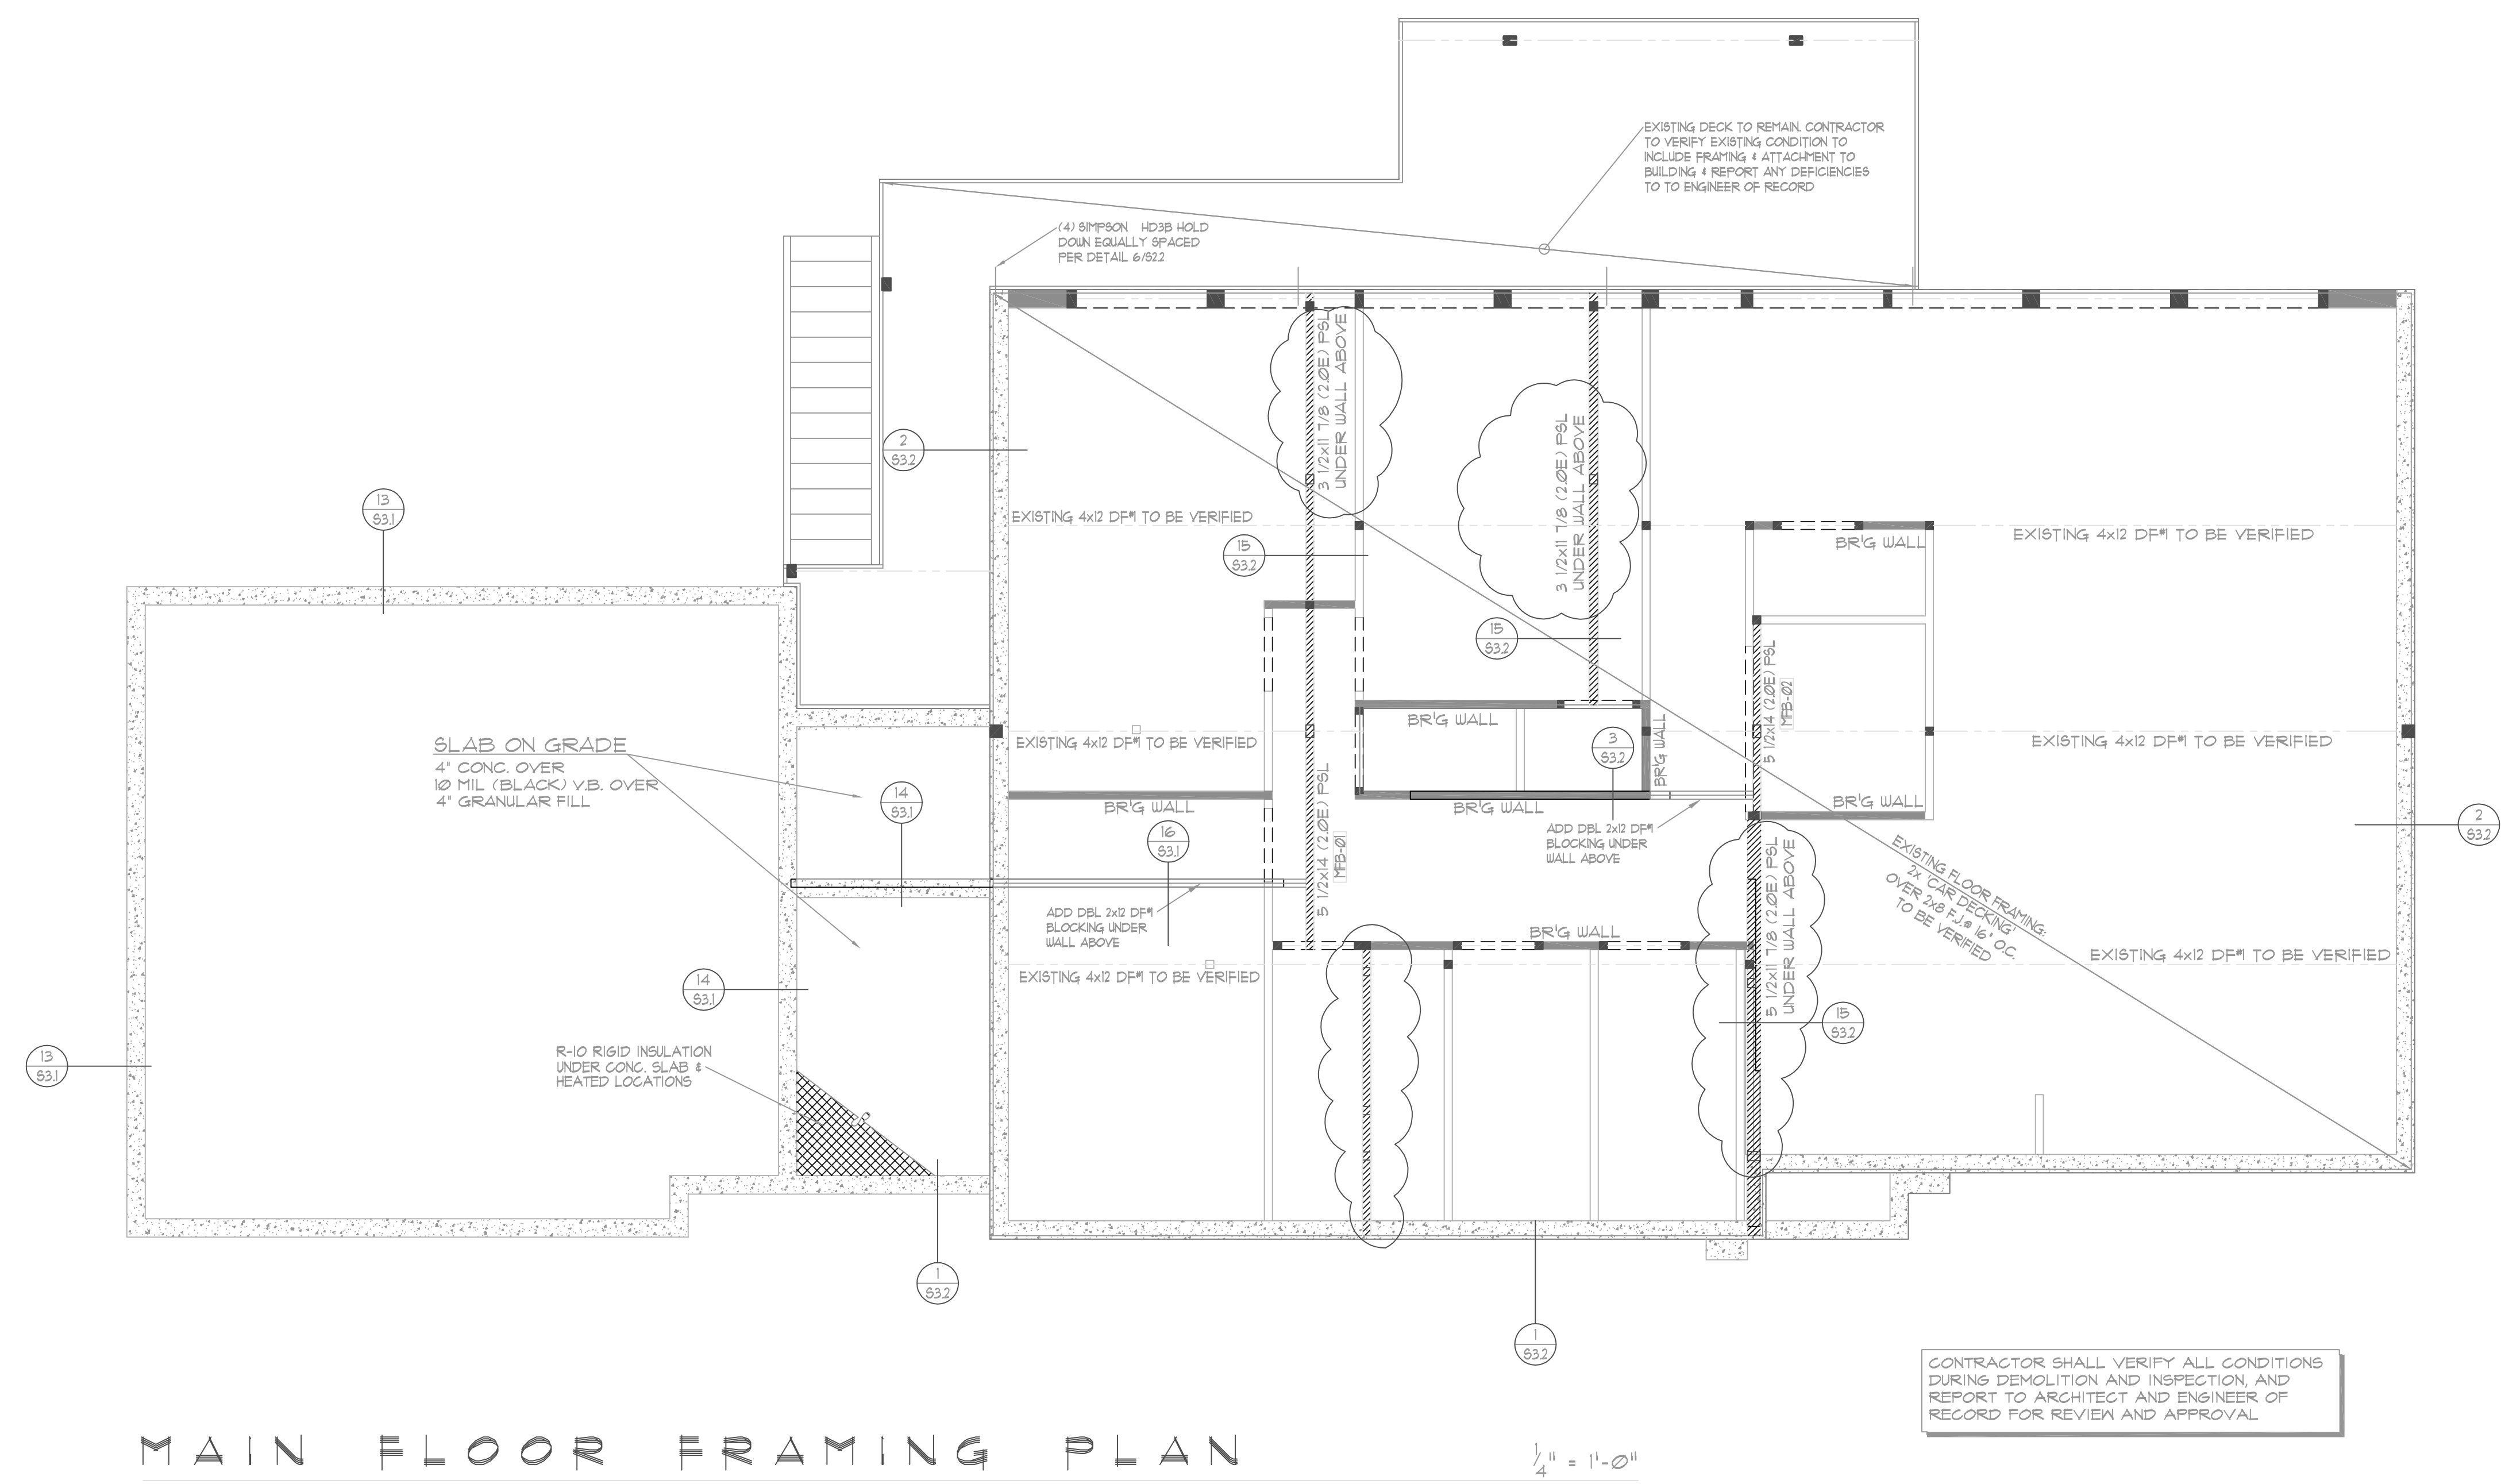 EXISTING DECK TO REMAIN. CONTRACTOR
TO VERIFY EXISTING CONDITION TO
INCLUDE FRAMING & ATTACHMENT TO
BUILDING & REPORT ANY DEFICIENCIES
TO TO ENGINEER OF RECORD
(4) SIMPSON HD3B HOLD
DOWN EQUALLY SPACED
PER DETAIL 6/S2.2
3 1/2x11 7/8 (2.0E) PSL
UNDER WALL ABOVE
3 1/2x11 7/8 (2.0E) PSL
UNDER WALL ABOVE
2
S3.2
13
S3.1
EXISTING 4x12 DF#1 TO BE VERIFIED
15
S3.2
BR'G WALL
EXISTING 4x12 DF#1 TO BE VERIFIED
15
S3.2
5 1/2x14 (2.0E) PSL
MFB-02
BR'G WALL
BR'G WALL
3
S3.2
EXISTING 4x12 DF#1 TO BE VERIFIED
EXISTING 4x12 DF#1 TO BE VERIFIED
SLAB ON GRADE
4" CONC. OVER
10 MIL (BLACK) V.B. OVER
4" GRANULAR FILL
14
S3.1
BR'G WALL
BR'G WALL
BR'G WALL
16
S3.1
5 1/2x14 (2.0E) PSL
MFB-01
ADD DBL 2x12 DF#1
BLOCKING UNDER
WALL ABOVE
2
S3.2
EXISTING FLOOR FRAMING:
2x 'CAR DECKING'
OVER 2x8 F.J.@ 16" O.C.
TO BE VERIFIED
5 1/2x11 7/8 (2.0E) PSL
UNDER WALL ABOVE
ADD DBL 2x12 DF#1
BLOCKING UNDER
WALL ABOVE
BR'G WALL
EXISTING 4x12 DF#1 TO BE VERIFIED
EXISTING 4x12 DF#1 TO BE VERIFIED
14
S3.1
15
S3.2
13
S3.1
R-10 RIGID INSULATION
UNDER CONC. SLAB &
HEATED LOCATIONS
1
S3.2
1
S3.2
CONTRACTOR SHALL VERIFY ALL CONDITIONS
DURING DEMOLITION AND INSPECTION, AND
REPORT TO ARCHITECT AND ENGINEER OF
RECORD FOR REVIEW AND APPROVAL
MAIN FLOOR FRAMING PLAN
1/4" = 1'-0"